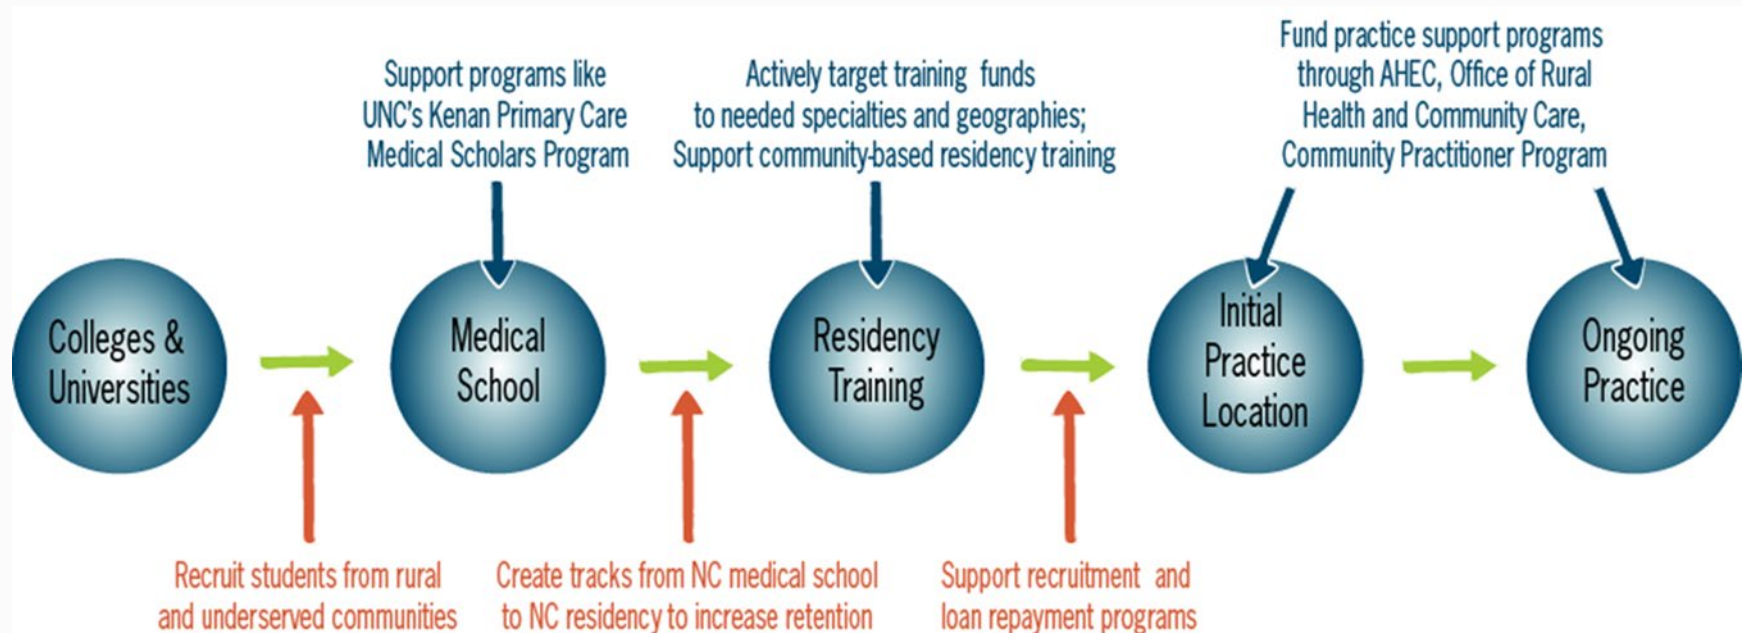 Support programs like
UNC's Kenan Primary Care
Medical Scholars Program
Actively target training funds
to needed specialties and geographies;
Support community-based residency training
Fund practice support programs
through AHEC, Office of Rural
Health and Community Care,
Community Practitioner Program
Colleges &
Universities
Medical
School
Residency
Training
Initial
Practice
Location
Ongoing
Practice
Recruit students from rural
and underserved communities
Create tracks from NC medical school
to NC residency to increase retention
Support recruitment and
loan repayment programs